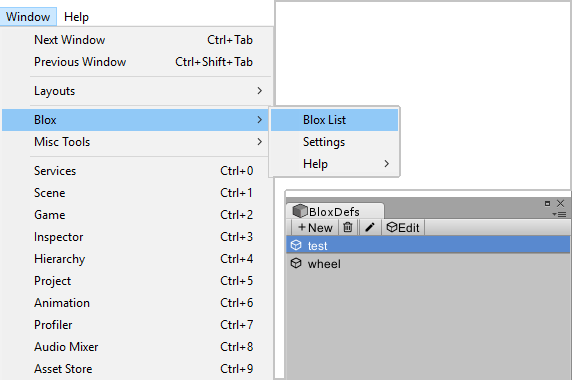 Window Help
Next Window Ctrl+Tab
Previous Window Ctrl+Shift+Tab
Layouts
Blox
Misc Tools
Services Ctrl+0
Scene Ctrl+1
Game Ctrl+2
Inspector Ctrl+3
Hierarchy Ctrl+4
Project Ctrl+5
Animation Ctrl+6
Profiler Ctrl+7
Audio Mixer Ctrl+8
Asset Store Ctrl+9
Blox List
Settings
Help
BloxDefs
+New Edit
test
wheel